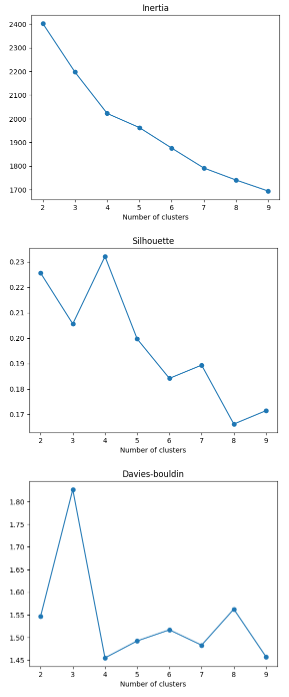 Inertia
2400
2300
2200
2100
2000
1900
1800
1700
2 3 4 5 6 7 8 9
Number of clusters
Silhouette
0.23
0.22
0.21
0.20
0.19
0.18
0.17
2 3 4 5 6 7 8 9
Number of clusters
Davies-bouldin
1.80
1.75
1.70
1.65
1.60
1.55
1.50
1.45
2 3 4 5 6 7 8 9
Number of clusters